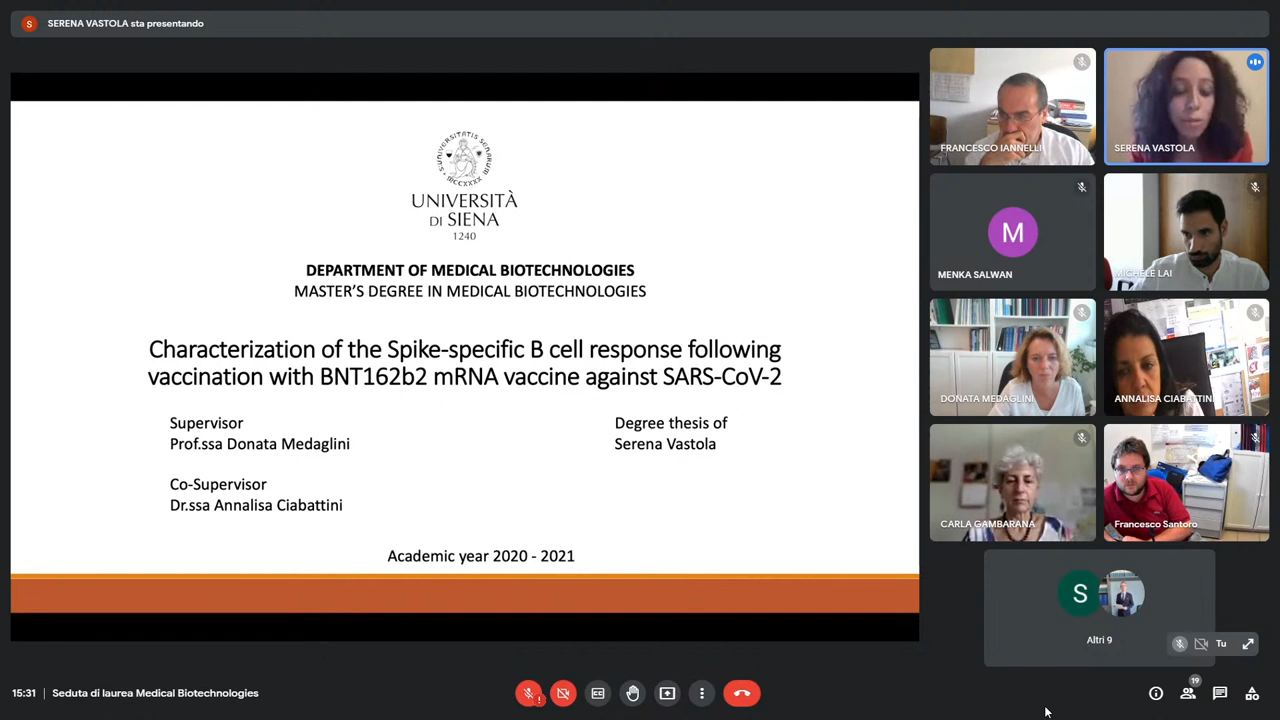 S
SERENA VASTOLA sta presentando
UNIVERSITÀ
DI SIENA
1240
DEPARTMENT OF MEDICAL BIOTECHNOLOGIES
MASTER'S DEGREE IN MEDICAL BIOTECHNOLOGIES
Characterization of the Spike-specific B cell response following
vaccination with BNT162b2 mRNA vaccine against SARS-CoV-2
Supervisor
Prof.ssa Donata Medaglini
Degree thesis of
Serena Vastola
Co-Supervisor
Dr.ssa Annalisa Ciabattini
Academic year 2020 - 2021
FRANCESCO IANNELLI
SERENA VASTOLA
M
MENKA SALWAN
MICHELE LAI
DONATA MEDAGLINI
ANNALISA CIABATTINI
CARLA GAMBARANA
Francesco Santoro
S
Altri 9
Tu
15:31
Seduta di laurea Medical Biotechnologies
19